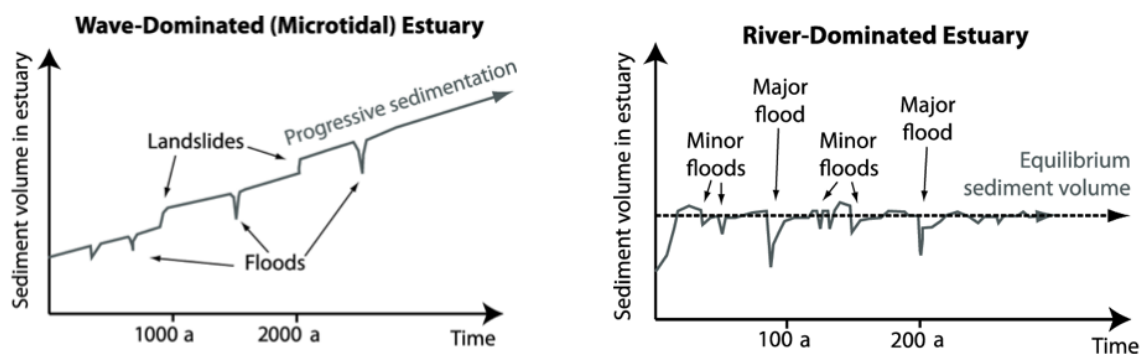 Wave-Dominated (Microtidal) Estuary
Sediment volume in estuary
Landslides
Progressive sedimentation
Floods
1000 a
2000 a
Time
River-Dominated Estuary
Sediment volume in estuary
Minor
floods
Major
flood
Minor
floods
Major
flood
Equilibrium
sediment volume
100 a
200 a
Time